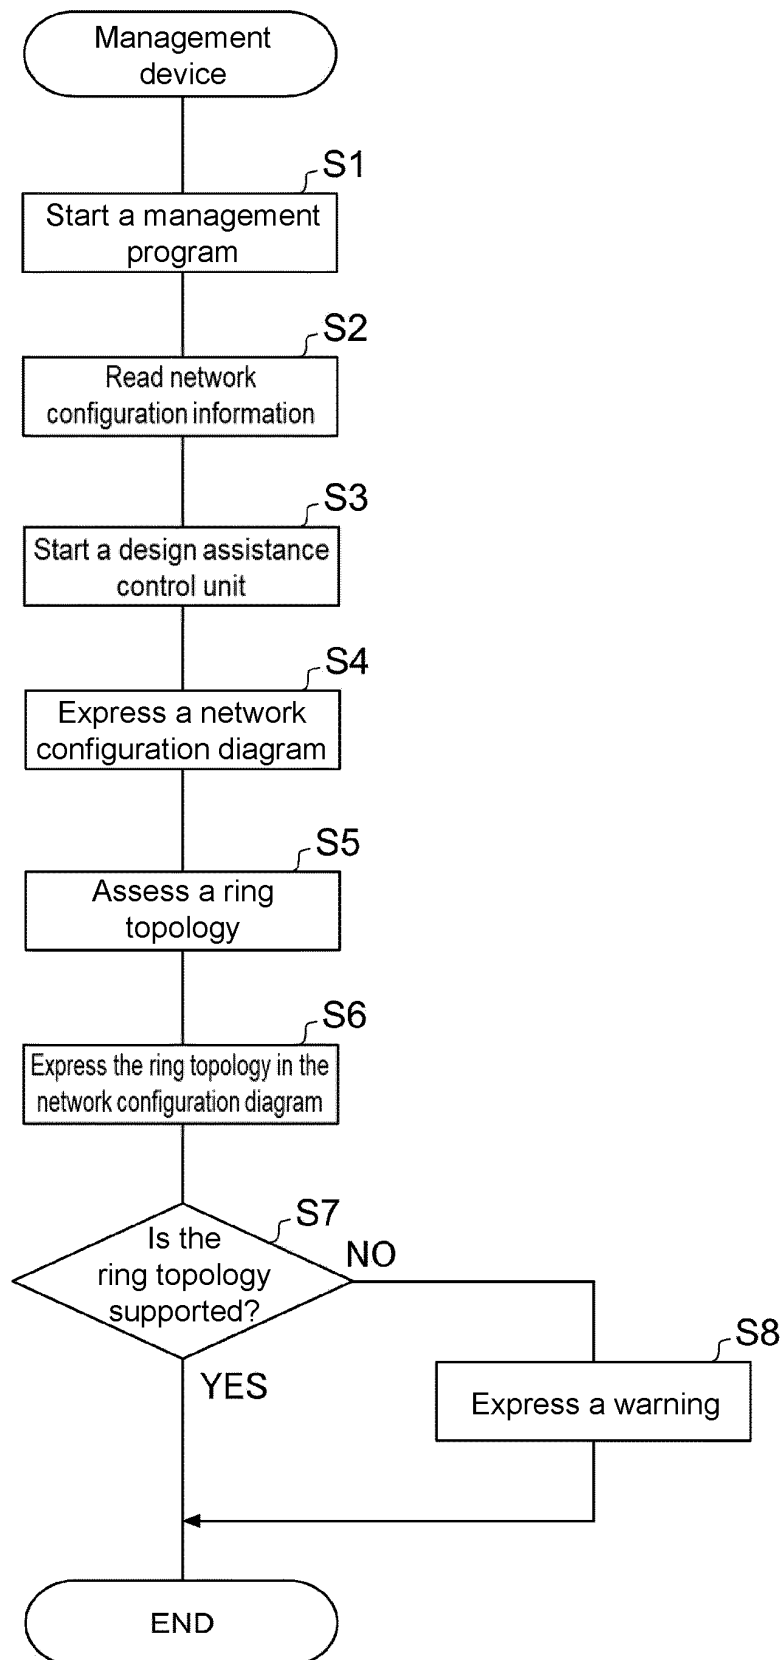 Management
device
S1
Start a management
program
S2
Read network
configuration information
S3
Start a design assistance
control unit
S4
Express a network
configuration diagram
S5
Assess a ring
topology
S6
Express the ring topology in the
network configuration diagram
S7
Is the
ring topology
supported?
NO
YES
S8
Express a warning
END